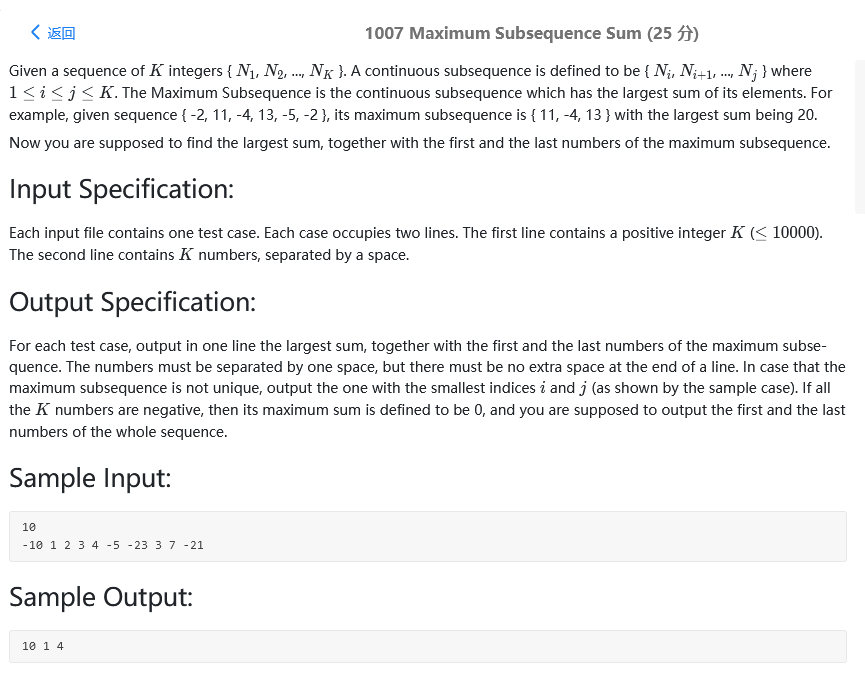 返回
1007 Maximum Subsequence Sum (25 分)
Given a sequence of K integers { N₁, N₂, ..., N_K }. A continuous subsequence is defined to be { Nᵢ, Nᵢ₊₁, ..., Nⱼ } where
1 ≤ i ≤ j ≤ K. The Maximum Subsequence is the continuous subsequence which has the largest sum of its elements. For
example, given sequence { -2, 11, -4, 13, -5, -2 }, its maximum subsequence is { 11, -4, 13 } with the largest sum being 20.
Now you are supposed to find the largest sum, together with the first and the last numbers of the maximum subsequence.
Input Specification:
Each input file contains one test case. Each case occupies two lines. The first line contains a positive integer K (≤ 10000).
The second line contains K numbers, separated by a space.
Output Specification:
For each test case, output in one line the largest sum, together with the first and the last numbers of the maximum subse-
quence. The numbers must be separated by one space, but there must be no extra space at the end of a line. In case that the
maximum subsequence is not unique, output the one with the smallest indices i and j (as shown by the sample case). If all
the K numbers are negative, then its maximum sum is defined to be 0, and you are supposed to output the first and the last
numbers of the whole sequence.
Sample Input:
10
-10 1 2 3 4 -5 -23 3 7 -21
Sample Output:
10 1 4